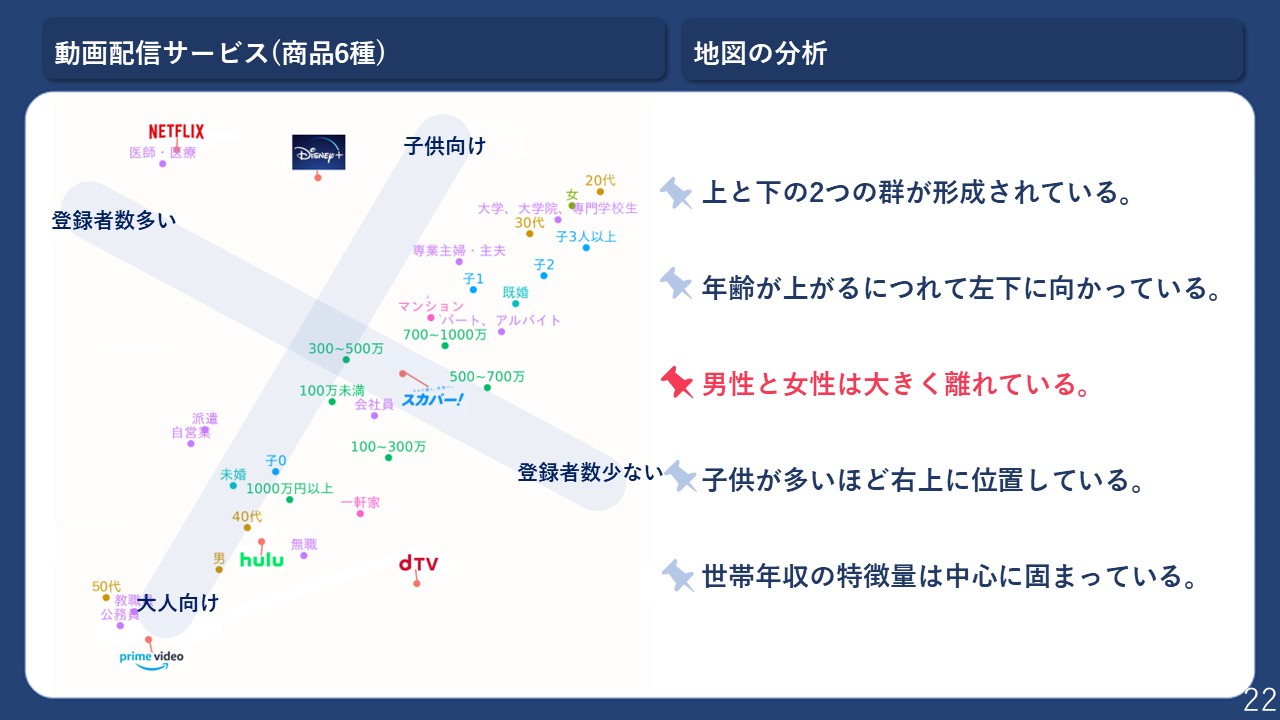 動画配信サービス(商品6種)
地図の分析
NETFLIX
医師・医療
Disney+
子供向け
登録者数多い
20代
女
大学、大学院、専門学校生
30代
子3人以上
専業主婦・主夫
子2
子1
既婚
マンション
パート、アルバイト
700~1000万
300~500万
500~700万
100万未満
スカパー!
会社員
派遣
自営業
100~300万
子0
未婚
1000万円以上
登録者数少ない
一軒家
40代
無職
男
hulu
dTV
50代
教職員
大人向け
公務員
prime video
上と下の2つの群が形成されている。
年齢が上がるにつれて左下に向かっている。
男性と女性は大きく離れている。
子供が多いほど右上に位置している。
世帯年収の特徴量は中心に固まっている。
22